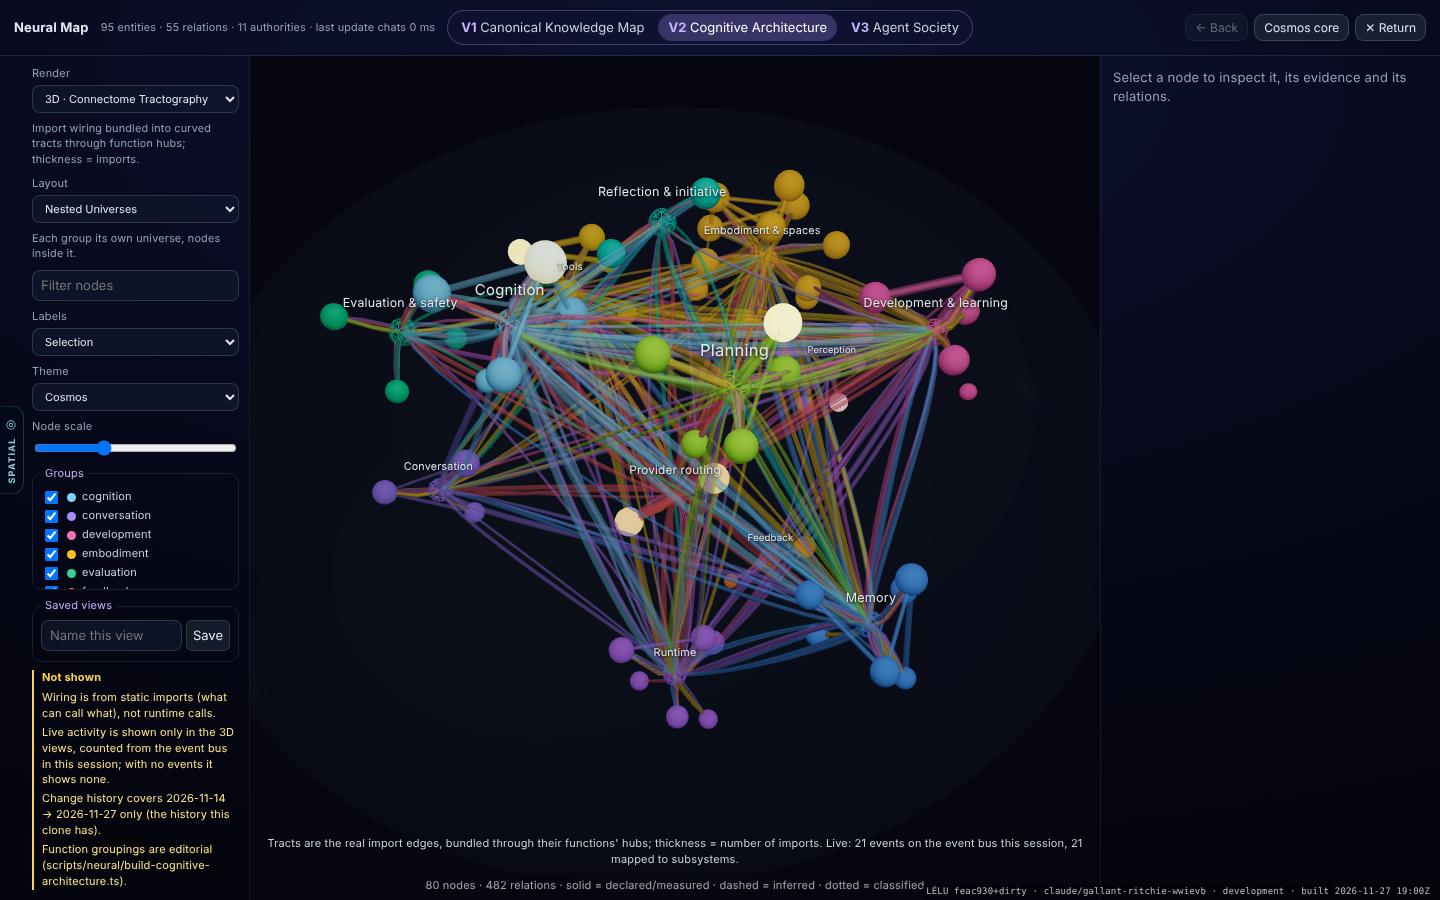 Neural Map
95 entities · 55 relations · 11 authorities · last update chats 0 ms
V1 Canonical Knowledge Map
V2 Cognitive Architecture
V3 Agent Society
← Back
Cosmos core
✕ Return
SPATIAL
Render
3D · Connectome Tractography
Import wiring bundled into curved
tracts through function hubs;
thickness = imports.
Layout
Nested Universes
Each group its own universe, nodes
inside it.
Filter nodes
Labels
Selection
Theme
Cosmos
Node scale
Groups
cognition
conversation
development
embodiment
evaluation
Saved views
Name this view
Save
Not shown
Wiring is from static imports (what
can call what), not runtime calls.
Live activity is shown only in the 3D
views, counted from the event bus
in this session; with no events it
shows none.
Change history covers 2026-11-14
→ 2026-11-27 only (the history this
clone has).
Function groupings are editorial
(scripts/neural/build-cognitive-
architecture.ts).
Reflection & initiative
Embodiment & spaces
Tools
Cognition
Evaluation & safety
Development & learning
Planning
Perception
Conversation
Provider routing
Feedback
Memory
Runtime
Tracts are the real import edges, bundled through their functions' hubs; thickness = number of imports. Live: 21 events on the event bus this session, 21
mapped to subsystems.
80 nodes · 482 relations · solid = declared/measured · dashed = inferred · dotted = classified
Select a node to inspect it, its evidence and its
relations.
LÉLU feac930+dirty · claude/gallant-ritchie-wwievb · development · built 2026-11-27 19:00Z